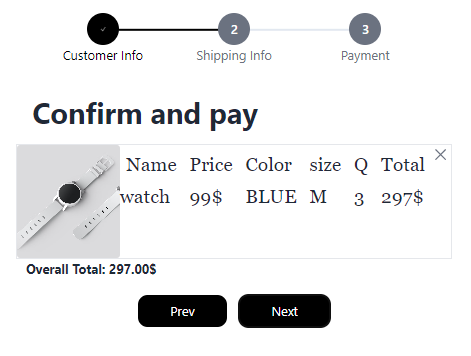 ✓ 2 3
Customer Info Shipping Info Payment
Confirm and pay
Name Price Color size Q Total
watch 99$ BLUE M 3 297$
Overall Total: 297.00$
Prev Next